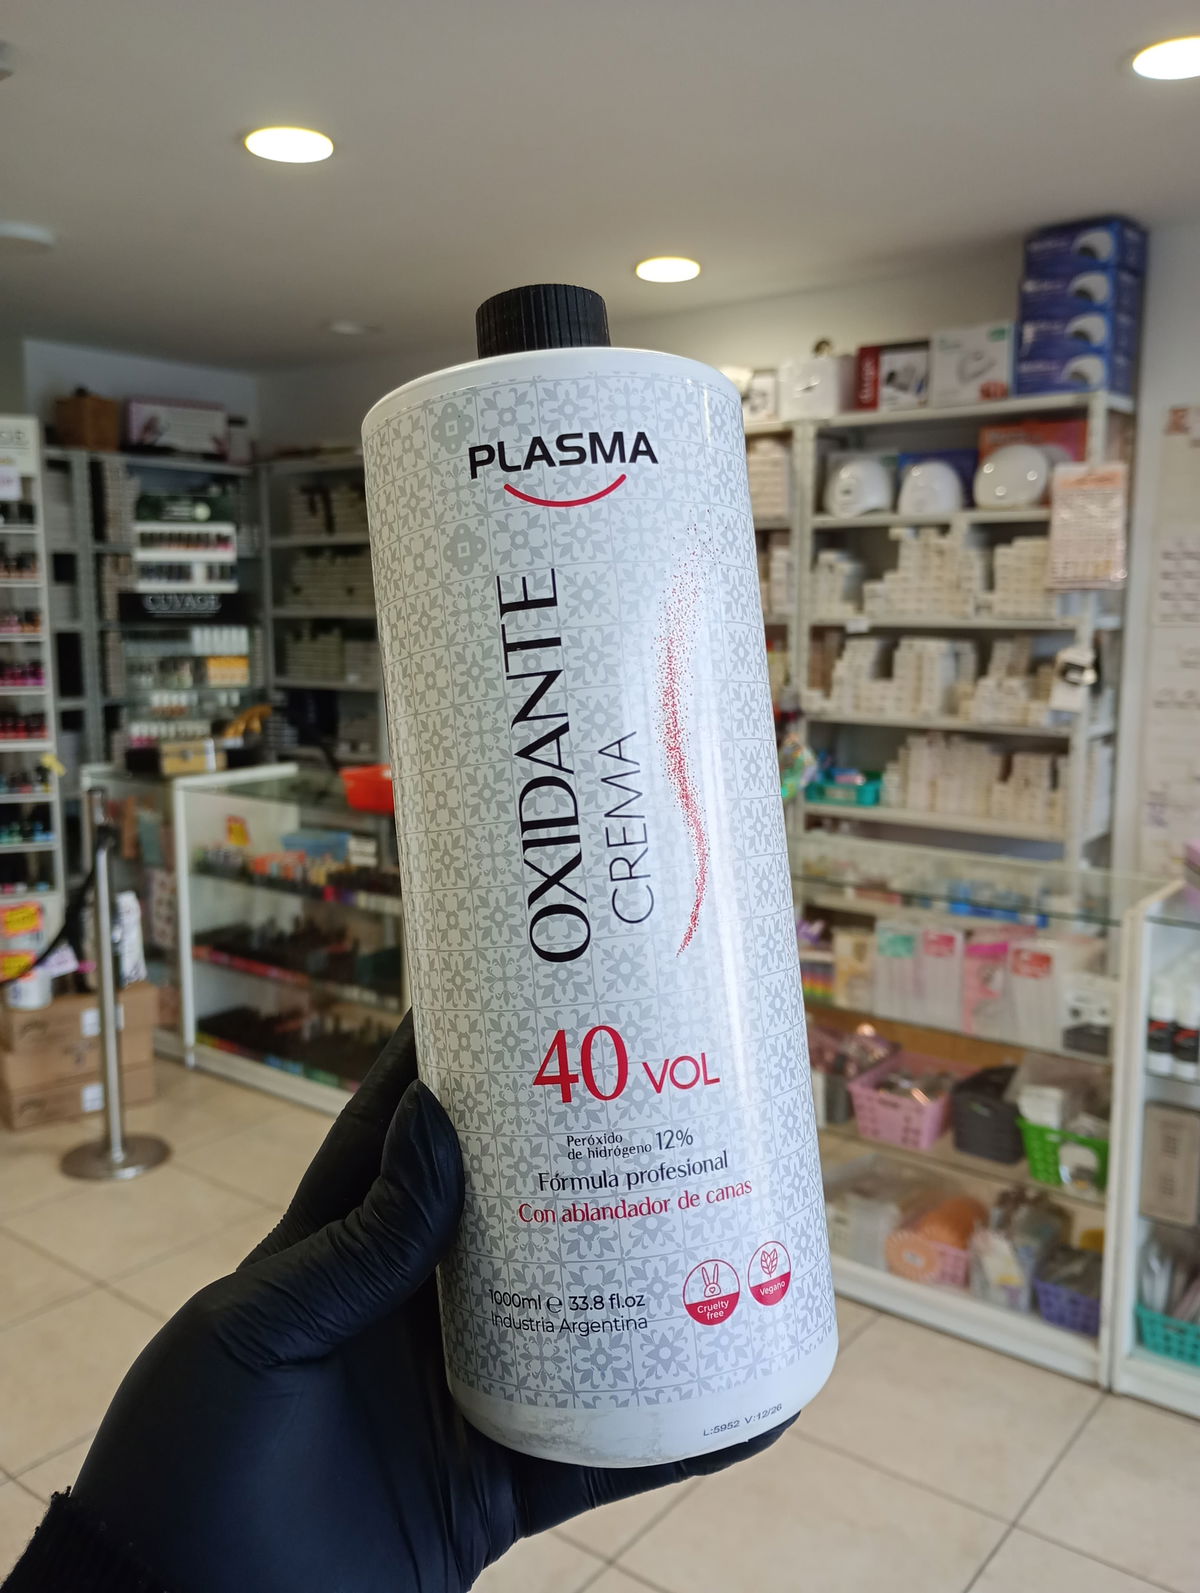 PLASMA
OXIDANTE
CREMA
40 VOL
Peróxido
de hidrógeno 12%
Fórmula profesional
Con ablandador de canas
1000ml ℮ 33.8 fl.oz
Industria Argentina
Cruelty
free
Vegano
L:5952 V:12/26
CUVAGE